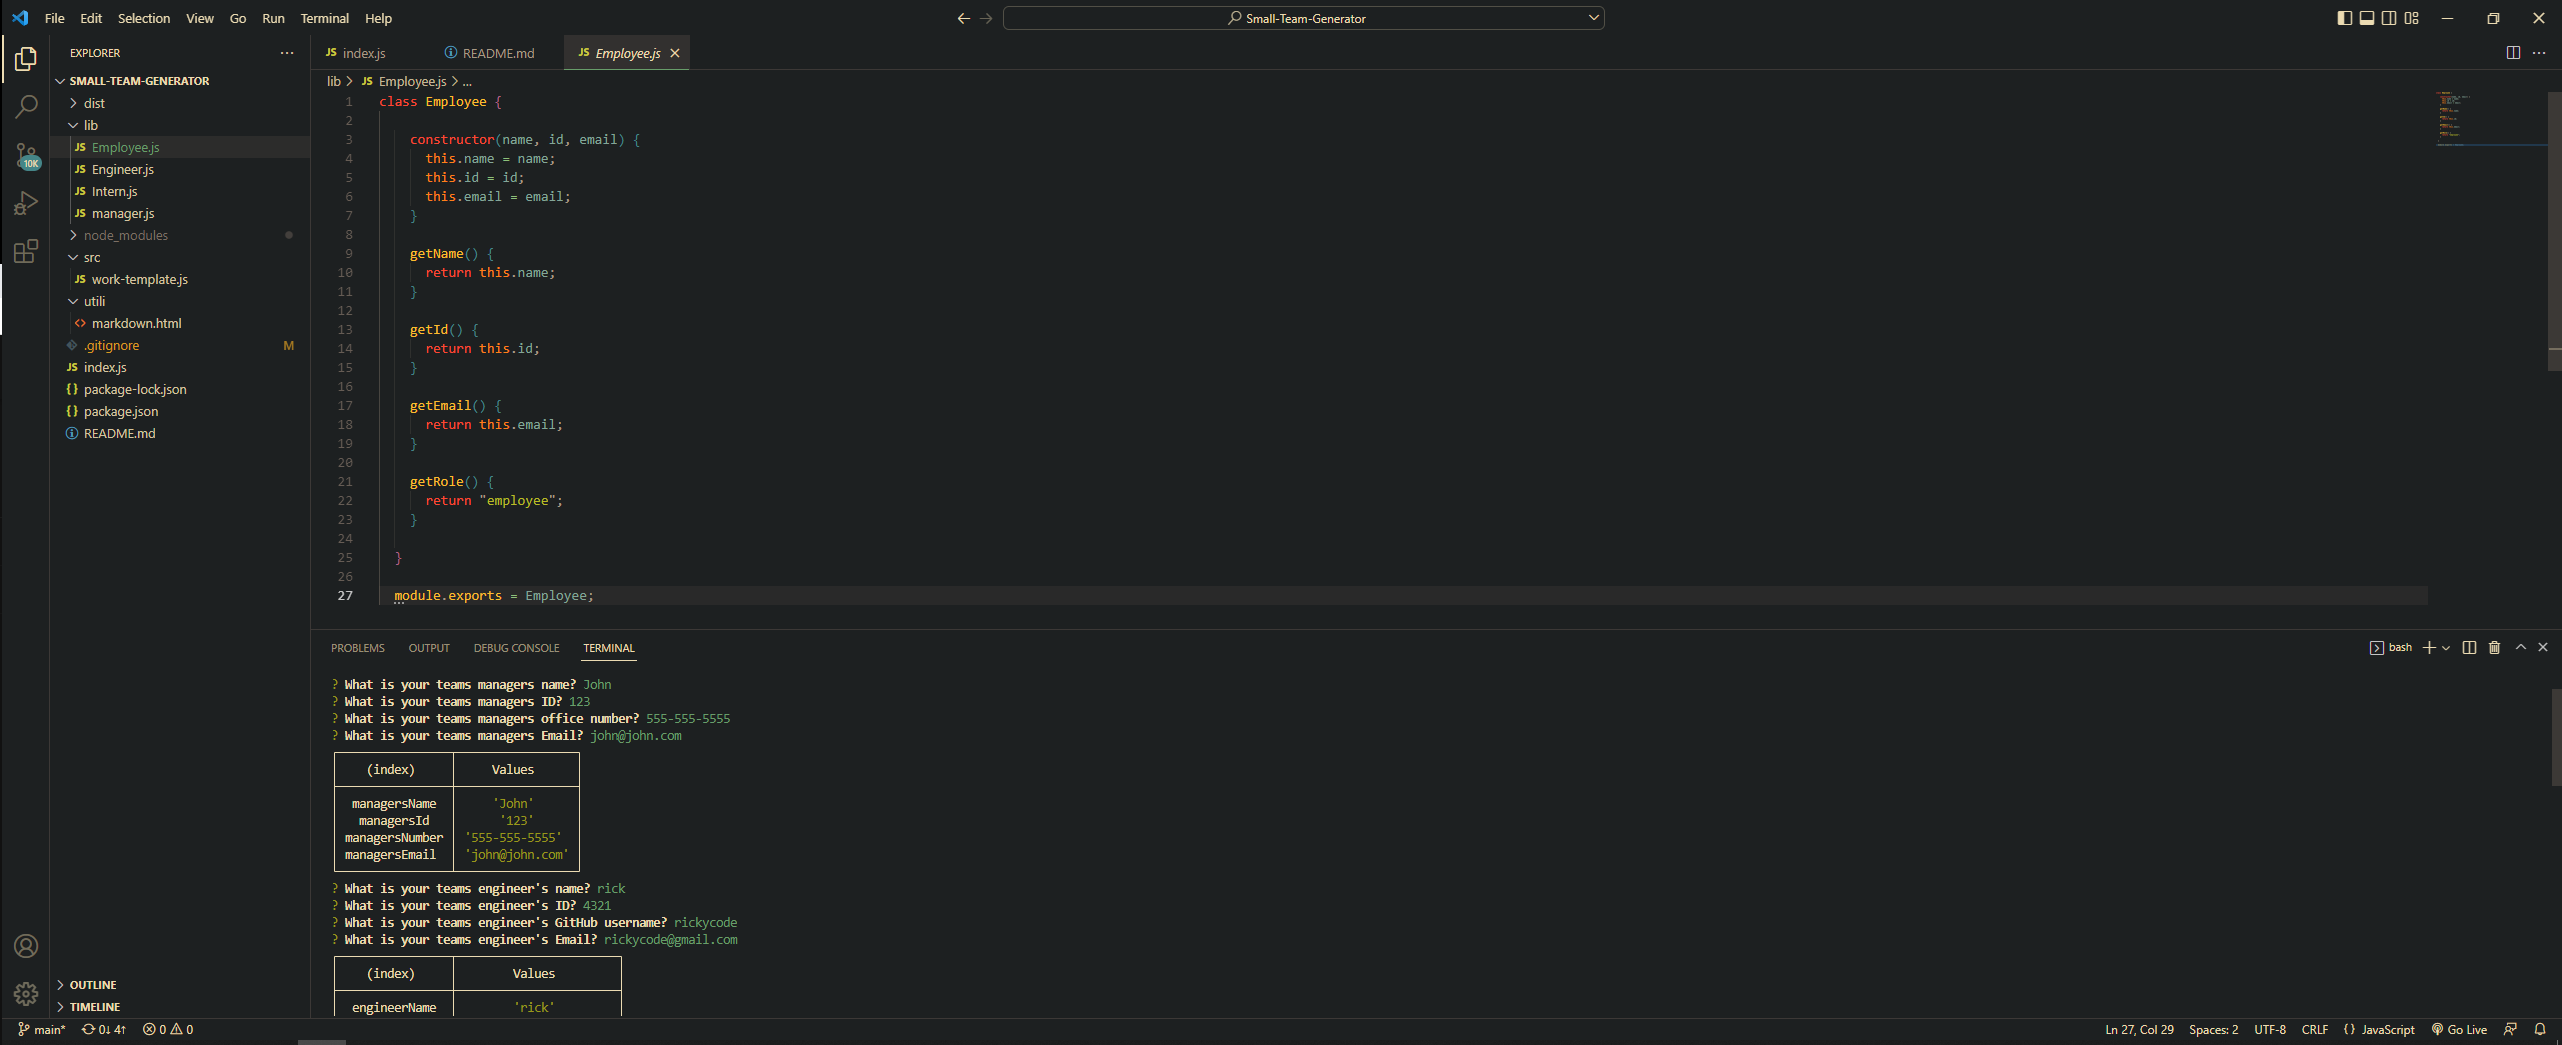 File Edit Selection View Go Run Terminal Help
Small-Team-Generator
EXPLORER
SMALL-TEAM-GENERATOR
dist
lib
JS Employee.js
JS Engineer.js
JS Intern.js
JS manager.js
node_modules
src
JS work-template.js
utili
<> markdown.html
.gitignore M
JS index.js
{} package-lock.json
{} package.json
README.md
10K
OUTLINE
TIMELINE
JS index.js README.md JS Employee.js
lib > JS Employee.js > ...
1 class Employee {
2
3 constructor(name, id, email) {
4 this.name = name;
5 this.id = id;
6 this.email = email;
7 }
8
9 getName() {
10 return this.name;
11 }
12
13 getId() {
14 return this.id;
15 }
16
17 getEmail() {
18 return this.email;
19 }
20
21 getRole() {
22 return "employee";
23 }
24
25 }
26
27 module.exports = Employee;
PROBLEMS OUTPUT DEBUG CONSOLE TERMINAL
bash
? What is your teams managers name? John
? What is your teams managers ID? 123
? What is your teams managers office number? 555-555-5555
? What is your teams managers Email? john@john.com
(index) Values
managersName 'John'
managersId '123'
managersNumber '555-555-5555'
managersEmail 'john@john.com'
? What is your teams engineer's name? rick
? What is your teams engineer's ID? 4321
? What is your teams engineer's GitHub username? rickycode
? What is your teams engineer's Email? rickycode@gmail.com
(index) Values
engineerName 'rick'
main* 0↓ 4↑ 0 0
Ln 27, Col 29 Spaces: 2 UTF-8 CRLF {} JavaScript Go Live